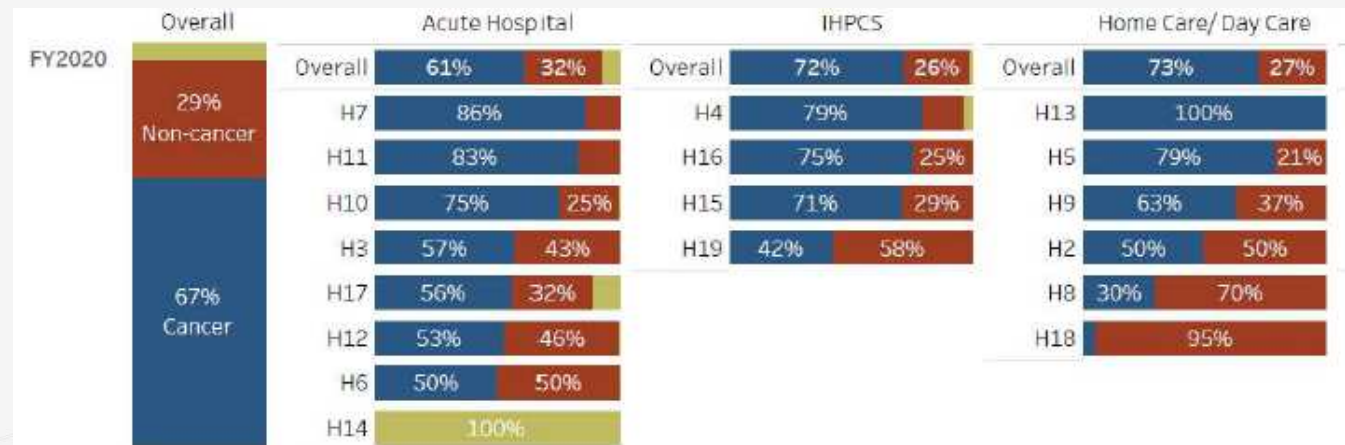 Overall Acute Hospital IHPCS Home Care/ Day Care
FY2020
29%
Non-cancer
67%
Cancer
Overall 61% 32%
H7 86%
H11 83%
H10 75% 25%
H3 57% 43%
H17 56% 32%
H12 53% 46%
H6 50% 50%
H14 100%
Overall 72% 26%
H4 79%
H16 75% 25%
H15 71% 29%
H19 42% 58%
Overall 73% 27%
H13 100%
H5 79% 21%
H9 63% 37%
H2 50% 50%
H8 30% 70%
H18 95%